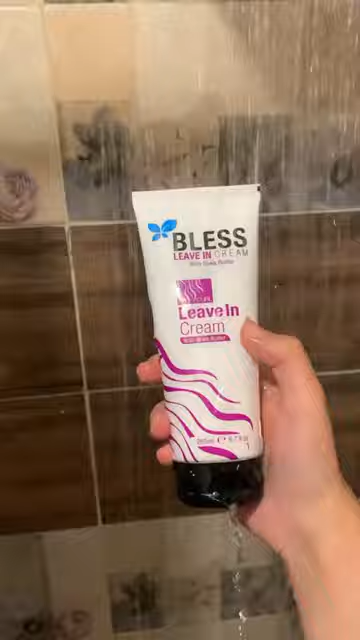 BLESS
LEAVE IN CREAM
With Shea Butter
Leave In
Cream
With Shea Butter